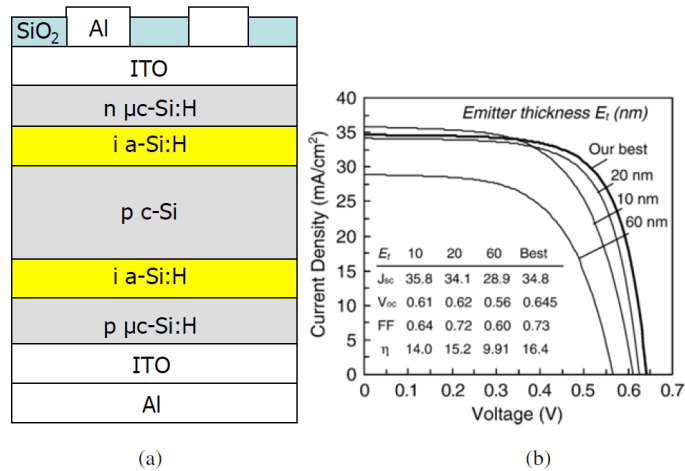 SiO₂ Al
ITO
n µc-Si:H
i a-Si:H
p c-Si
i a-Si:H
p µc-Si:H
ITO
Al
(a)
Current Density (mA/cm²)
40
35
30
25
20
15
10
5
0
Emitter thickness Eₜ (nm)
Our best
20 nm
10 nm
60 nm
Eₜ 10 20 60 Best
Jsc 35.8 34.1 28.9 34.8
Voc 0.61 0.62 0.56 0.645
FF 0.64 0.72 0.60 0.73
η 14.0 15.2 9.91 16.4
0 0.1 0.2 0.3 0.4 0.5 0.6 0.7
Voltage (V)
(b)